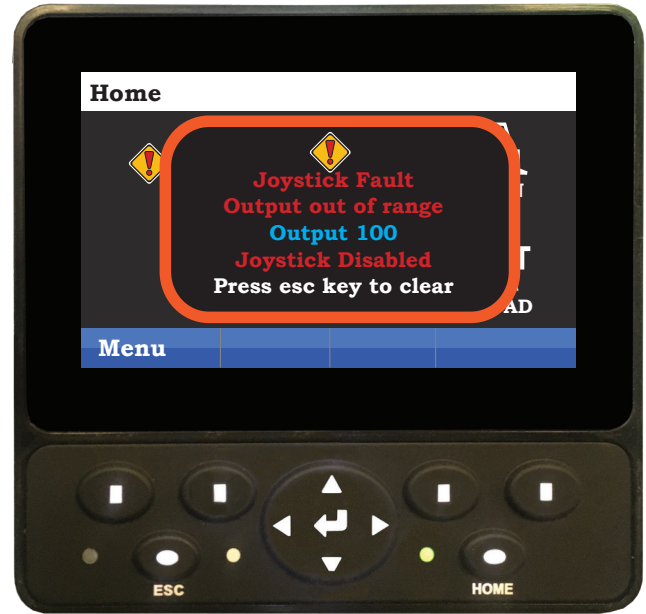 Home
Joystick Fault
Output out of range
Output 100
Joystick Disabled
Press esc key to clear
AD
Menu
ESC
HOME